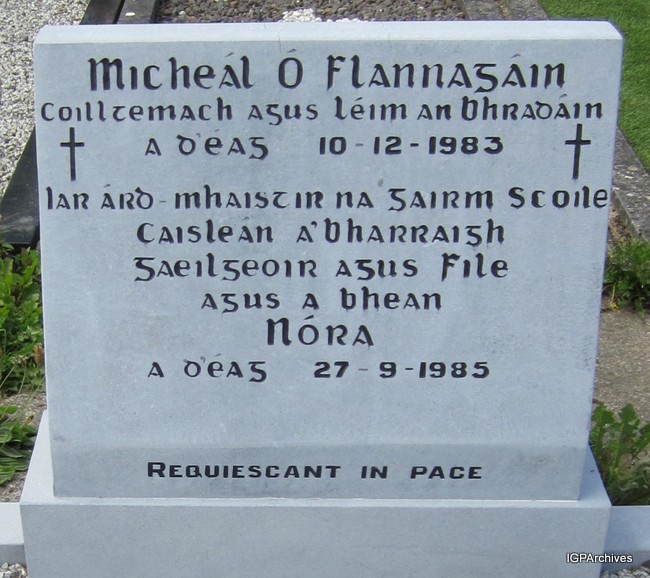 Micheál Ó Flannagáin
Coilltemach agus Léim an Bhradáin
a d'éag 10-12-1983
Iar árd-mhaistir na Gairm Scoile
Caisleán a'Bharraigh
Gaeilgeoir agus File
agus a bhean
Nóra
a d'éag 27-9-1985
Requiescant in pace
IGPArchives